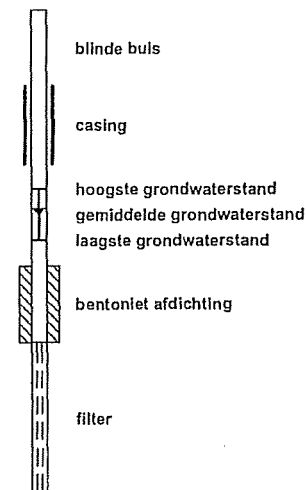 blinde buis
casing
hoogste grondwaterstand
gemiddelde grondwaterstand
laagste grondwaterstand
bentoniet afdichting
filter